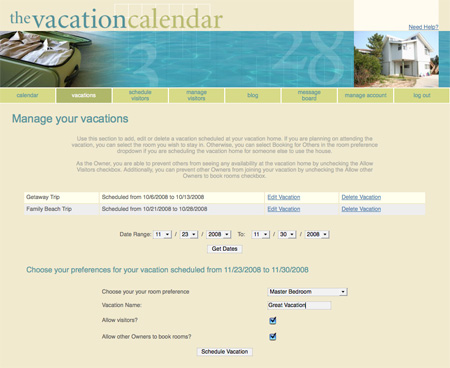 thevacationcalendar
Need Help?
3 28
calendar vacations schedule visitors manage visitors blog message board manage account log out
Manage your vacations
Use this section to add, edit or delete a vacation scheduled at your vacation home. If you are planning on attending the
vacation, you can select the room you wish to stay in. Otherwise, you can select Booking for Others in the room preference
dropdown if you are scheduling the vacation home for someone else to use the house.
As the Owner, you are able to prevent others from seeing any availability at the vacation home by unchecking the Allow
Visitors checkbox. Additionally, you can prevent other Owners from joining your vacation by unchecking the Allow other
Owners to book rooms checkbox.
Getaway Trip Scheduled from 10/6/2008 to 10/13/2008 Edit Vacation Delete Vacation
Family Beach Trip Scheduled from 10/21/2008 to 10/28/2008 Edit Vacation Delete Vacation
Date Range: 11 / 23 / 2008 To: 11 / 30 / 2008
Get Dates
Choose your preferences for your vacation scheduled from 11/23/2008 to 11/30/2008
Choose your your room preference Master Bedroom
Vacation Name: Great Vacation
Allow visitors?
Allow other Owners to book rooms?
Schedule Vacation